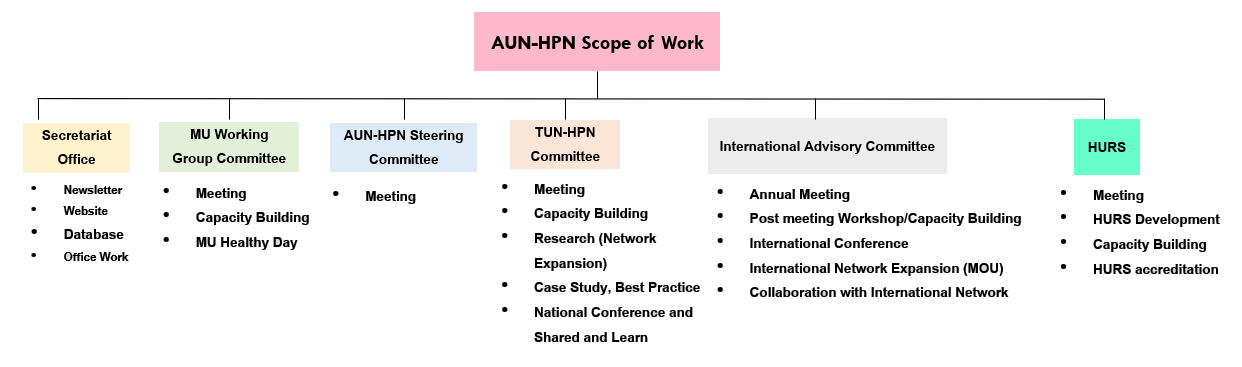 AUN-HPN Scope of Work
Secretariat
Office
• Newsletter
• Website
• Database
• Office Work
MU Working
Group Committee
• Meeting
• Capacity Building
• MU Healthy Day
AUN-HPN Steering
Committee
• Meeting
TUN-HPN
Committee
• Meeting
• Capacity Building
• Research (Network
Expansion)
• Case Study, Best Practice
• National Conference and
Shared and Learn
International Advisory Committee
• Annual Meeting
• Post meeting Workshop/Capacity Building
• International Conference
• International Network Expansion (MOU)
• Collaboration with International Network
HURS
• Meeting
• HURS Development
• Capacity Building
• HURS accreditation